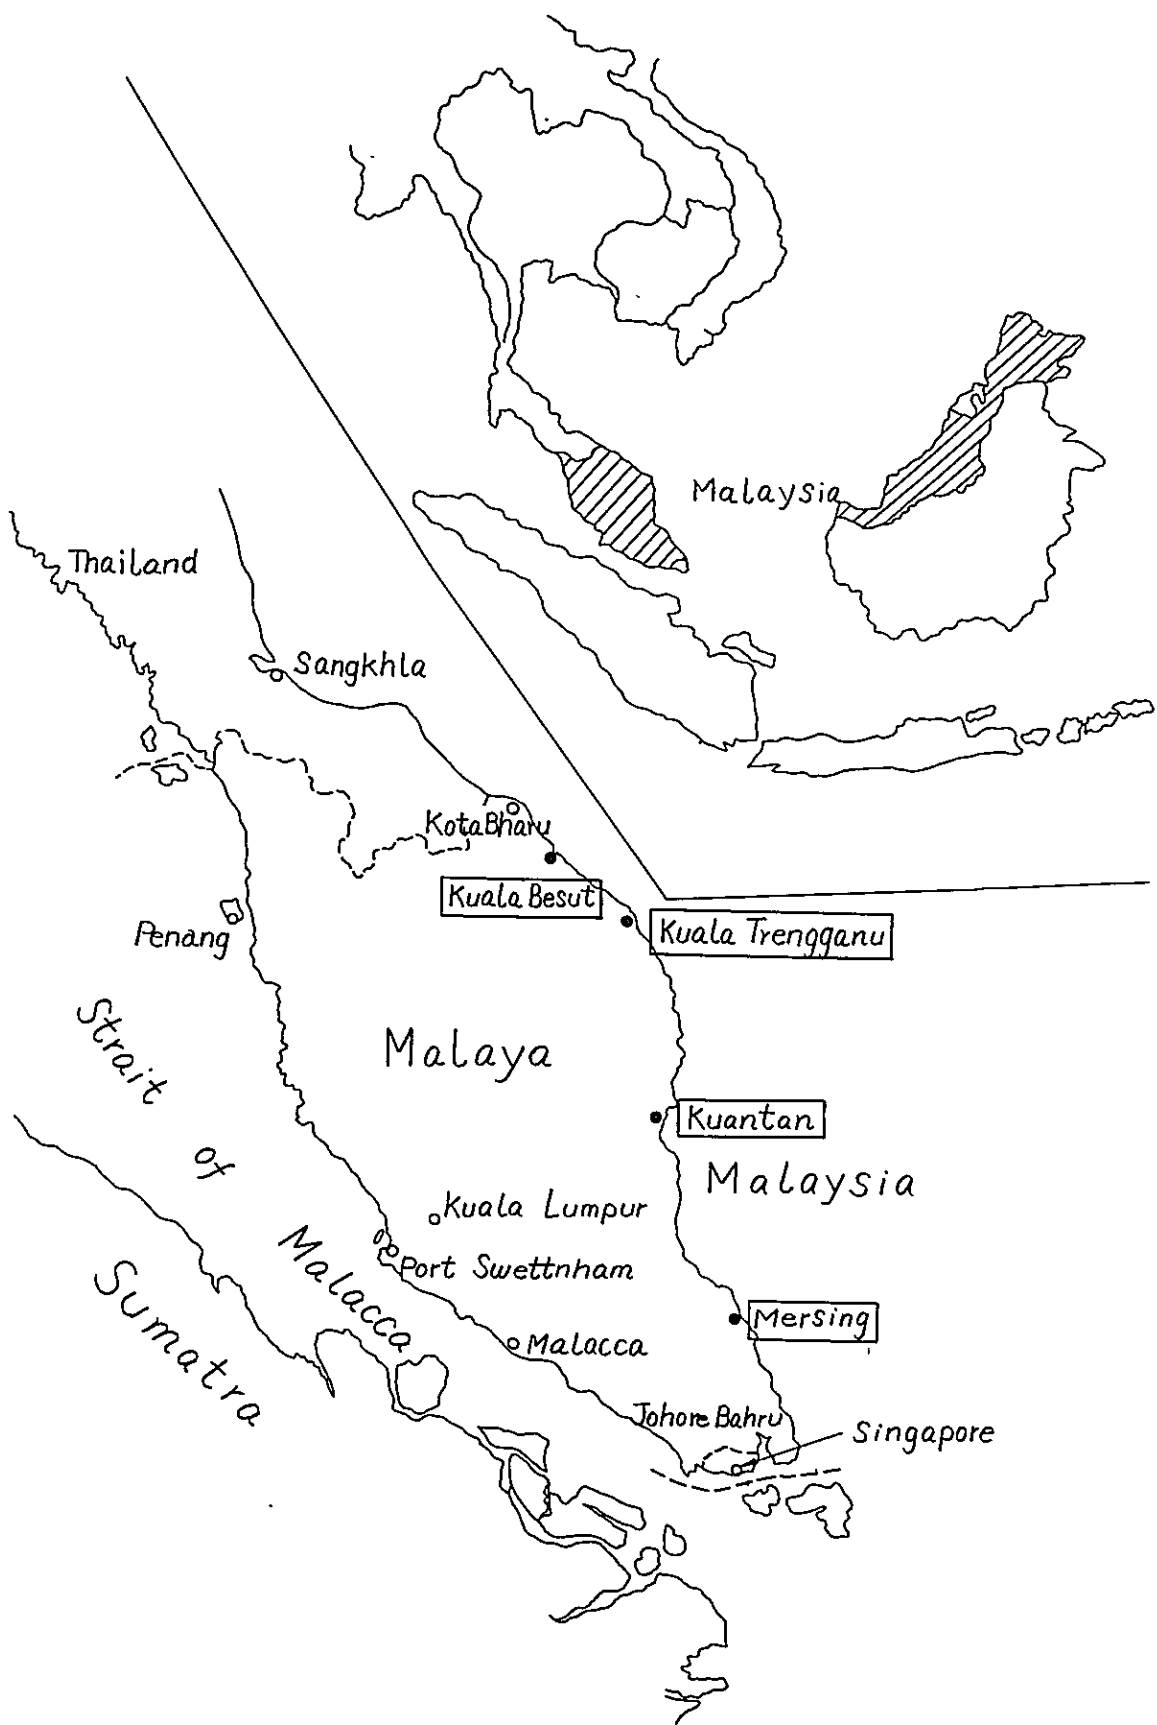 Malaysia
Thailand
Sangkhla
Kota Bharu
Kuala Besut
Kuala Trengganu
Penang
Malaya
Strait of Malacca
Kuantan
Malaysia
Kuala Lumpur
Port Swettnham
Sumatra
Mersing
Malacca
Johore Bahru
Singapore